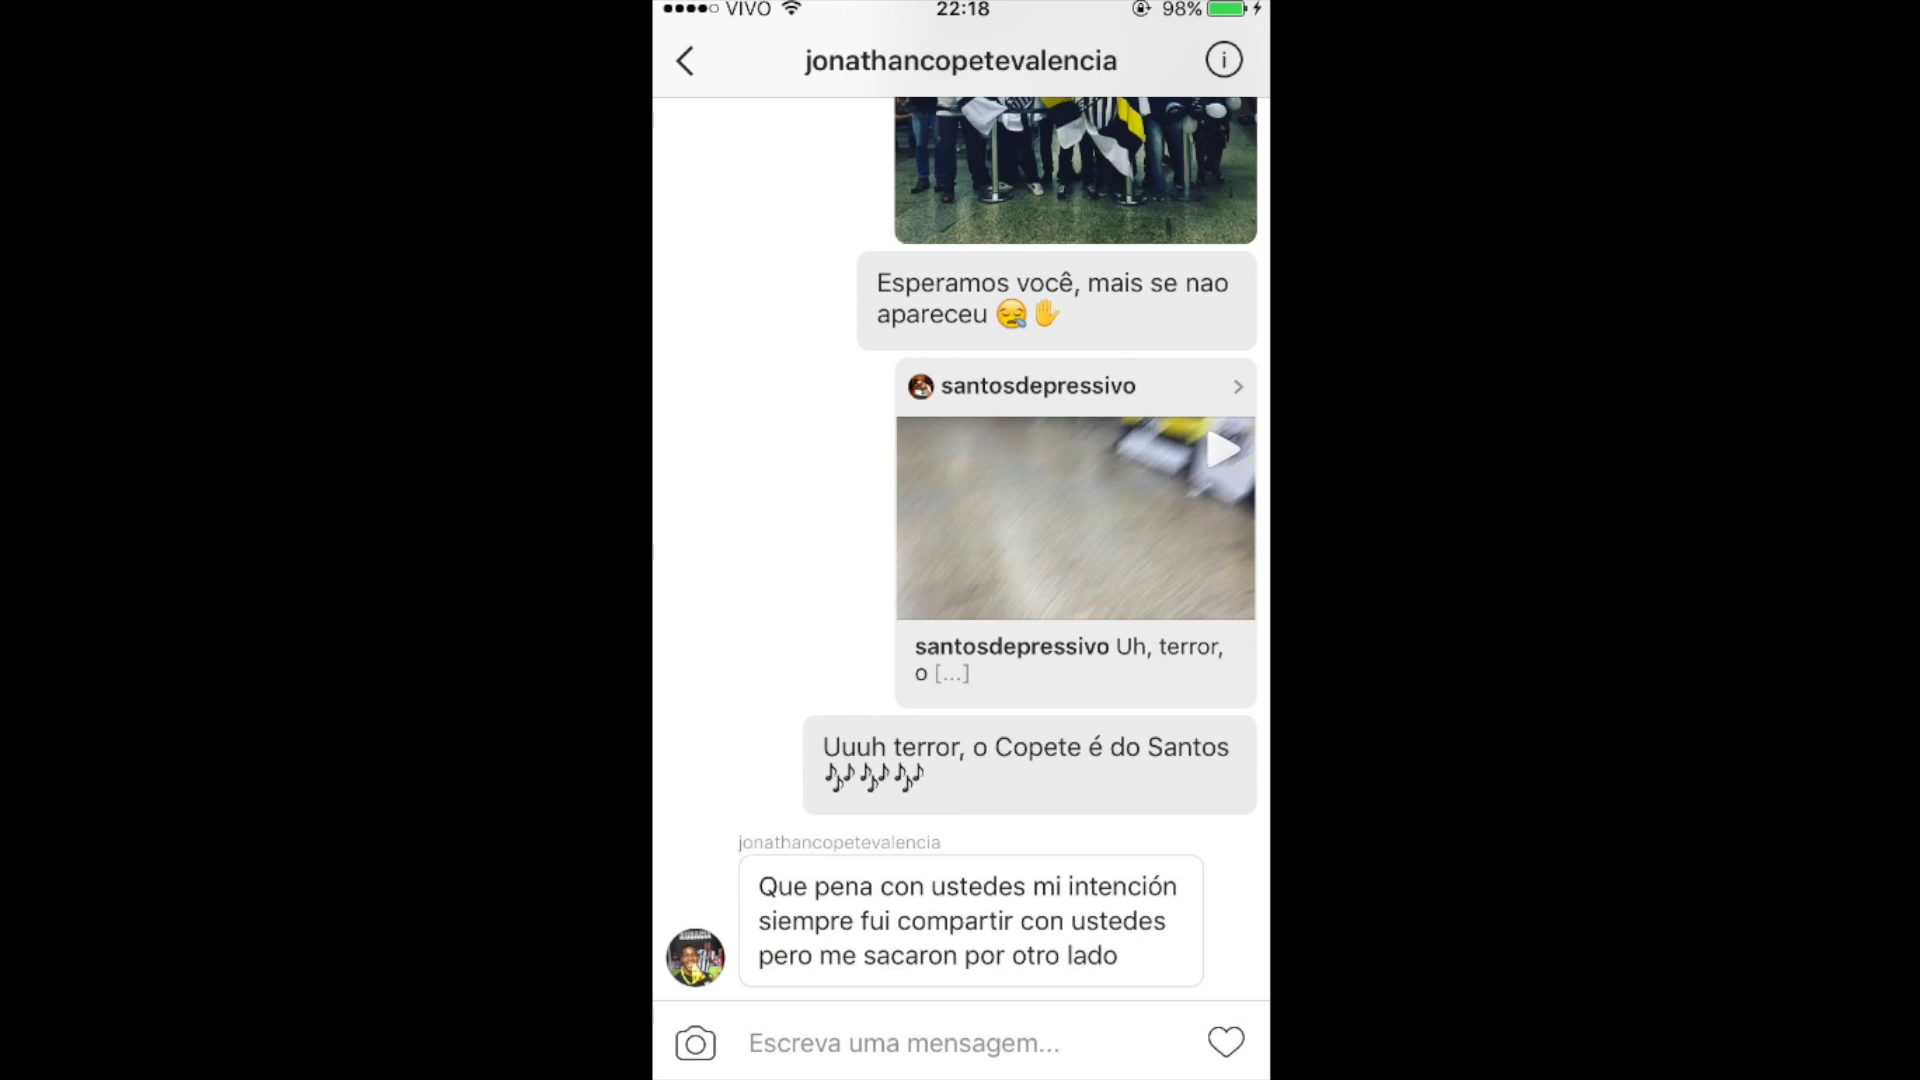 VIVO 22:18 98%
jonathancopetevalencia
Esperamos você, mais se nao
apareceu 😪✋
santosdepressivo
santosdepressivo Uh, terror,
o [...]
Uuuh terror, o Copete é do Santos
🎶🎶🎶
jonathancopetevalencia
Que pena con ustedes mi intención
siempre fui compartir con ustedes
pero me sacaron por otro lado
Escreva uma mensagem...